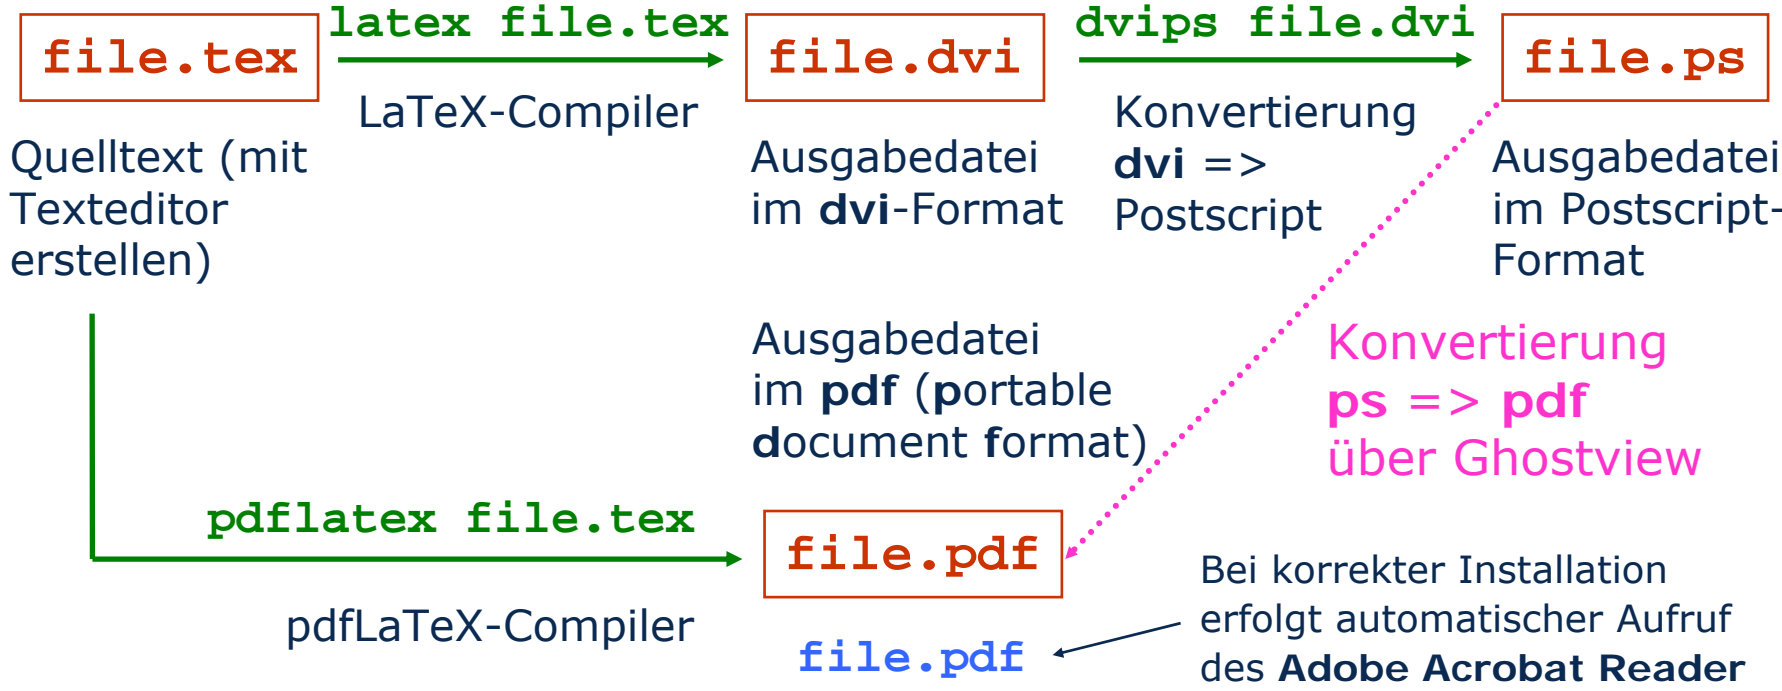 latex file.tex
dvips file.dvi
file.tex
file.dvi
file.ps
LaTeX-Compiler
Konvertierung
dvi =>
Postscript
Quelltext (mit
Texteditor
erstellen)
Ausgabedatei
im dvi-Format
Ausgabedatei
im Postscript-
Format
Ausgabedatei
im pdf (portable
document format)
Konvertierung
ps => pdf
über Ghostview
pdflatex file.tex
file.pdf
pdfLaTeX-Compiler
file.pdf
Bei korrekter Installation
erfolgt automatischer Aufruf
des Adobe Acrobat Reader